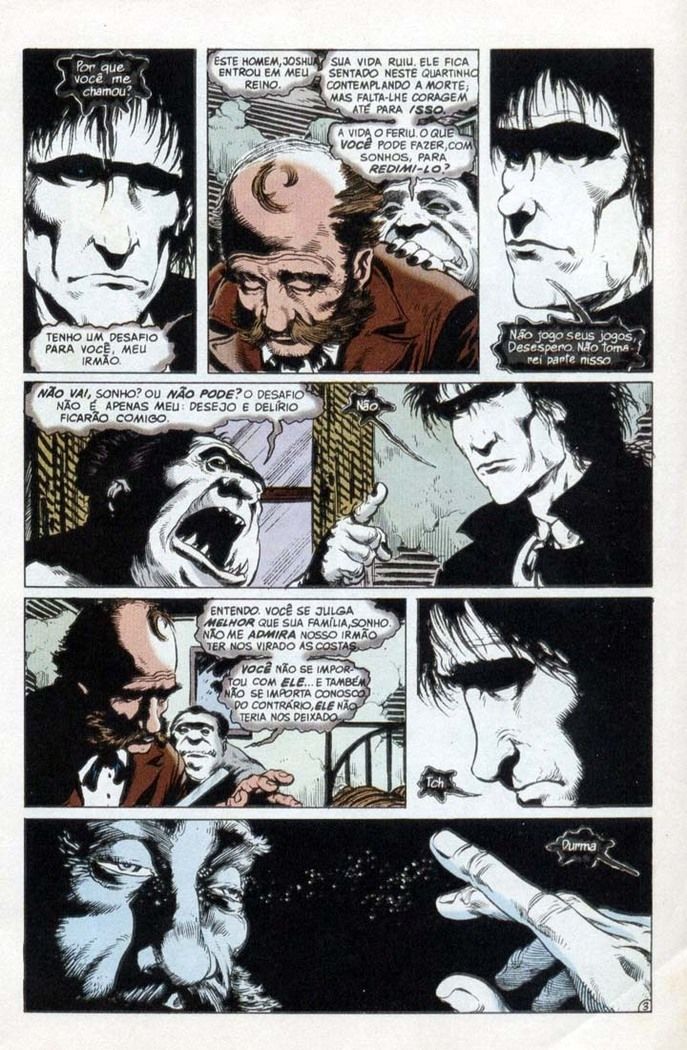 Por que
você me
chamou?
TENHO UM DESAFIO
PARA VOCÊ, MEU
IRMÃO.
ESTE HOMEM, JOSHUA,
ENTROU EM MEU
REINO.
SUA VIDA RUIU. ELE FICA
SENTADO NESTE QUARTINHO
CONTEMPLANDO A MORTE;
MAS FALTA-LHE CORAGEM
ATÉ PARA ISSO.
A VIDA O FERIU. O QUE
VOCÊ PODE FAZER, COM
SONHOS, PARA
REDIMI-LO?
Não jogo seus jogos,
Desespero. Não toma-
rei parte nisso.
NÃO VAI, SONHO? OU NÃO PODE? O DESAFIO
NÃO É APENAS MEU: DESEJO E DELÍRIO
FICARÃO COMIGO.
Não
ENTENDO. VOCÊ SE JULGA
MELHOR QUE SUA FAMÍLIA, SONHO.
NÃO ME ADMIRA NOSSO IRMÃO
TER NOS VIRADO AS COSTAS.
VOCÊ NÃO SE IMPOR-
TOU COM ELE... E TAMBÉM
NÃO SE IMPORTA CONOSCO
DO CONTRÁRIO, ELE NÃO
TERIA NOS DEIXADO.
Tch
Durma
3